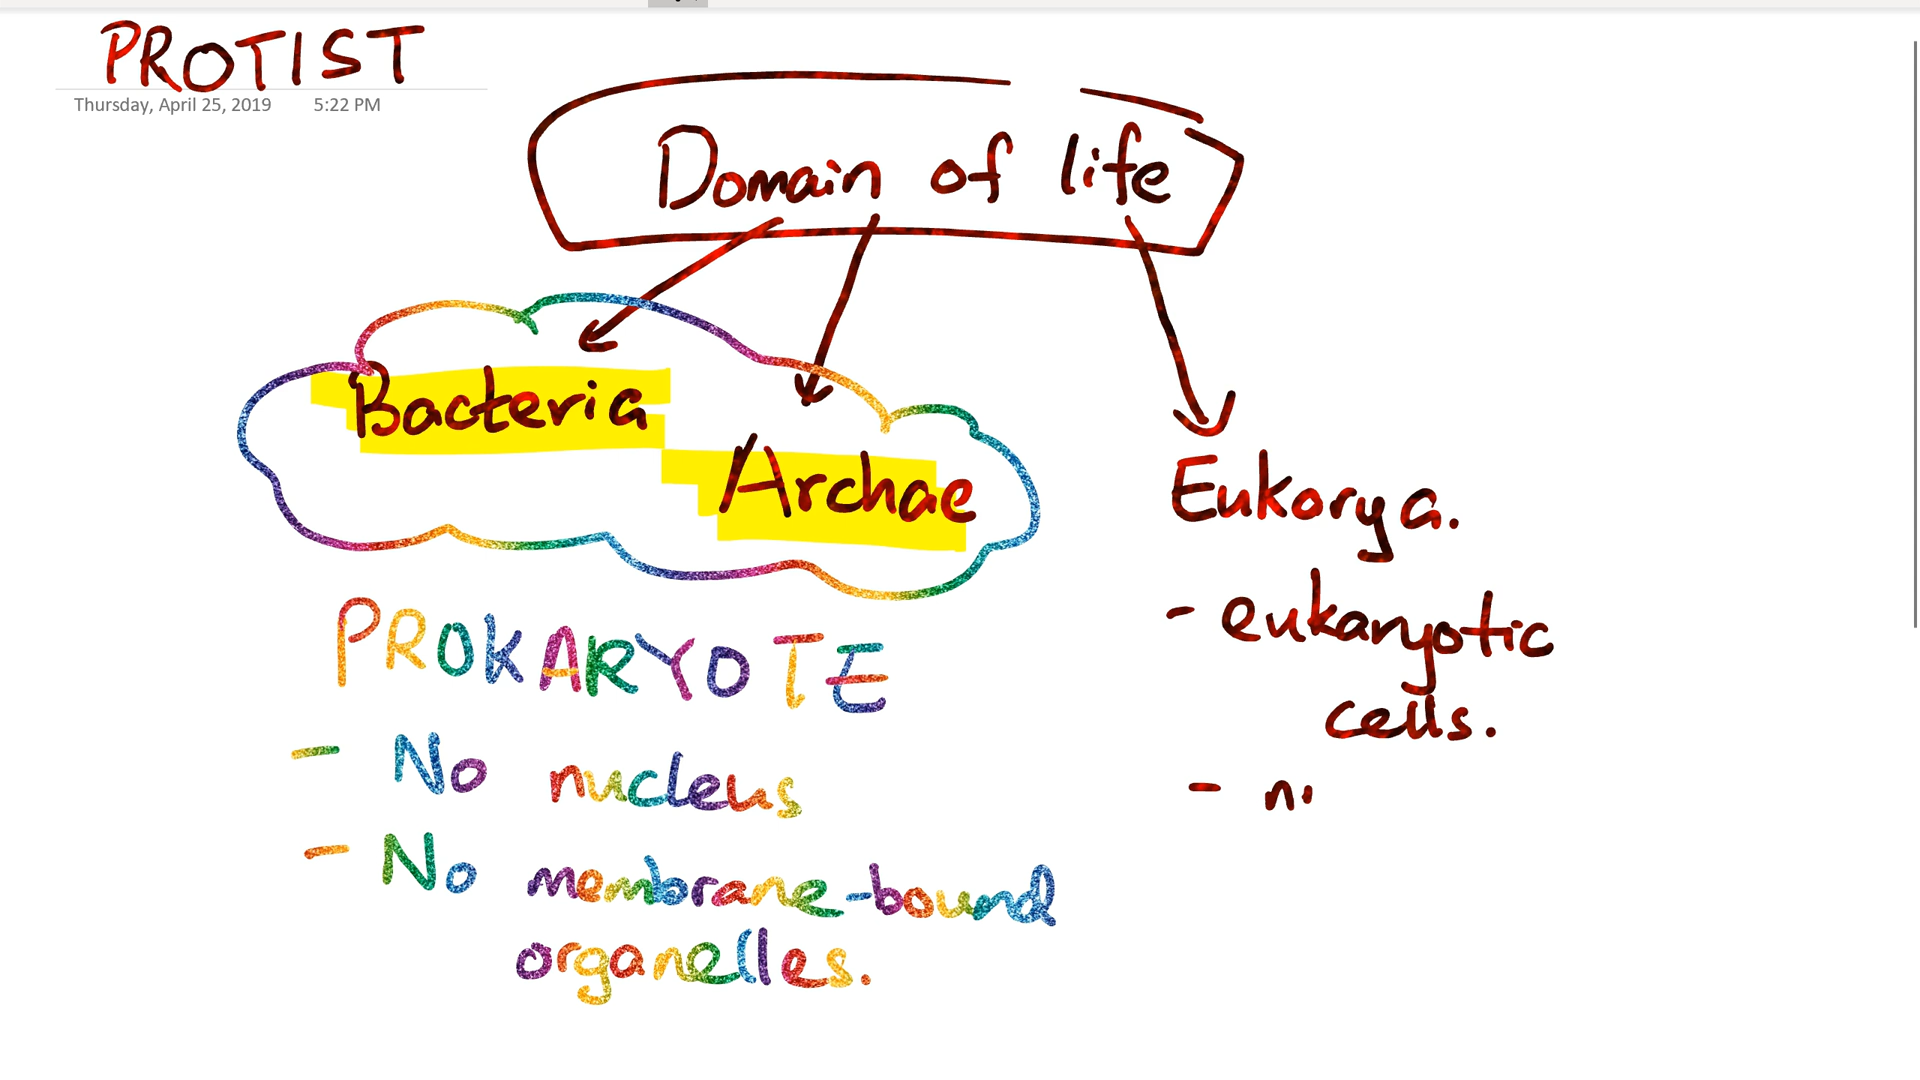 PROTIST
Thursday, April 25, 2019 5:22 PM
Domain of life
Bacteria
Archae
Eukorya.
- eukaryotic
cells.
- n
PROKARYOTE
- No nucleus
- No membrane-bound
organelles.